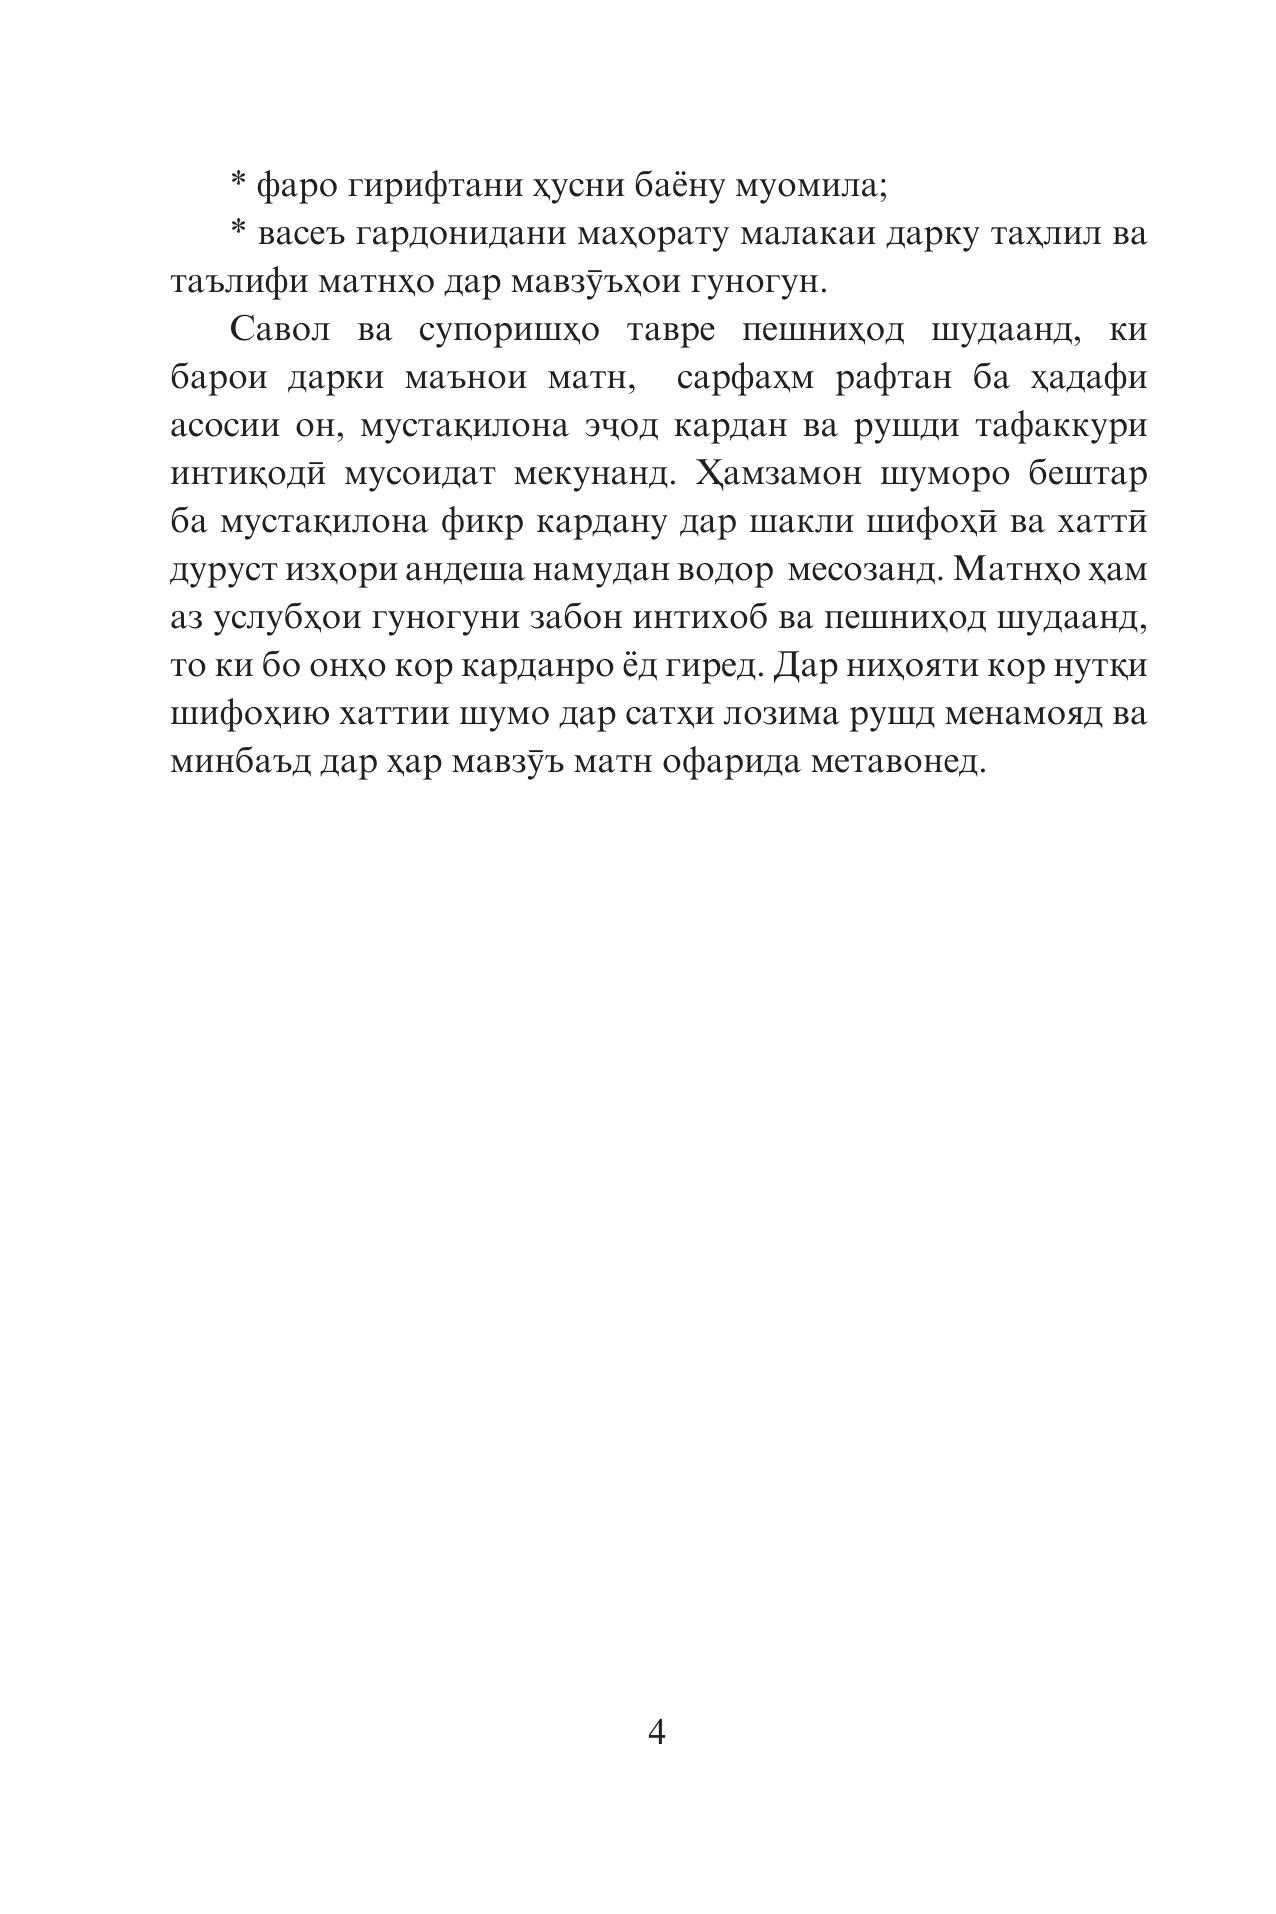 * фаро гирифтани ҳусни баёну муомила;
* васеъ гардонидани маҳорату малакаи дарку таҳлил ва
таълифи матнҳо дар мавзӯъҳои гуногун.
Савол ва супоришҳо тавре пешниҳод шудаанд, ки
барои дарки маънои матн, сарфаҳм рафтан ба ҳадафи
асосии он, мустақилона эҷод кардан ва рушди тафаккури
интиқодӣ мусоидат мекунанд. Ҳамзамон шуморо бештар
ба мустақилона фикр кардану дар шакли шифоҳӣ ва хаттӣ
дуруст изҳори андеша намудан водор месозанд. Матнҳо ҳам
аз услубҳои гуногуни забон интихоб ва пешниҳод шудаанд,
то ки бо онҳо кор карданро ёд гиред. Дар ниҳояти кор нутқи
шифоҳию хаттии шумо дар сатҳи лозима рушд менамояд ва
минбаъд дар ҳар мавзӯъ матн офарида метавонед.
4